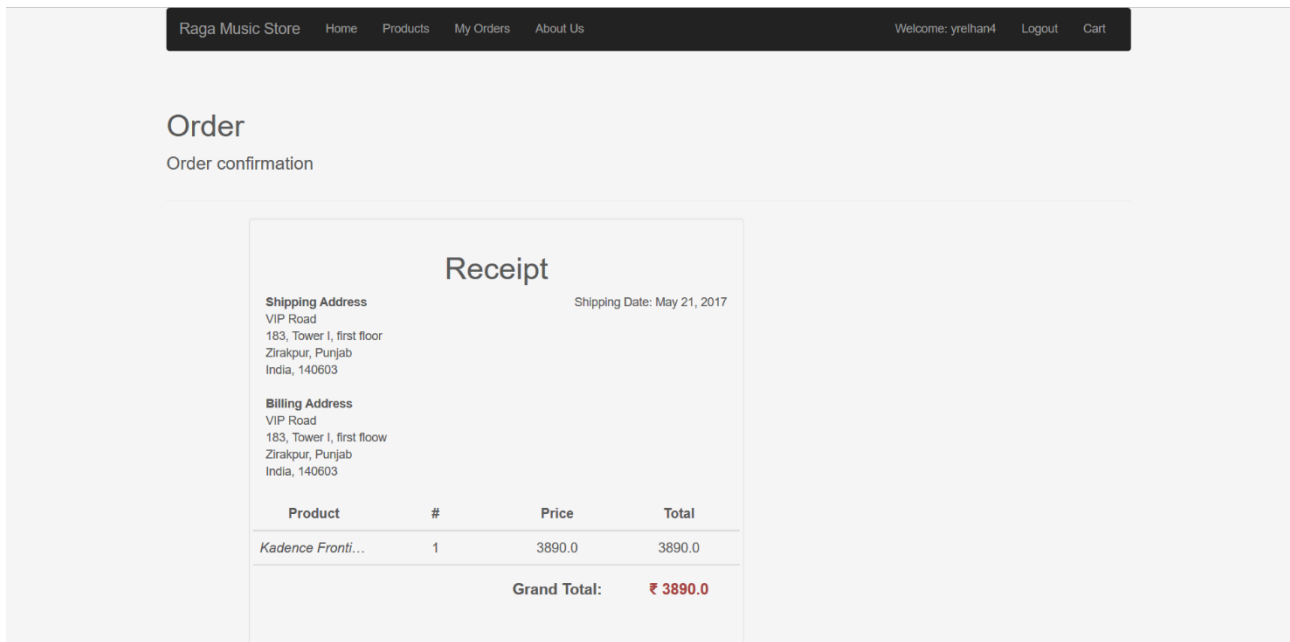 Raga Music Store Home Products My Orders About Us Welcome: yrelhan4 Logout Cart
Order
Order confirmation
Receipt
Shipping Address Shipping Date: May 21, 2017
VIP Road
183, Tower I, first floor
Zirakpur, Punjab
India, 140603
Billing Address
VIP Road
183, Tower I, first floow
Zirakpur, Punjab
India, 140603
Product # Price Total
Kadence Fronti... 1 3890.0 3890.0
Grand Total: ₹ 3890.0